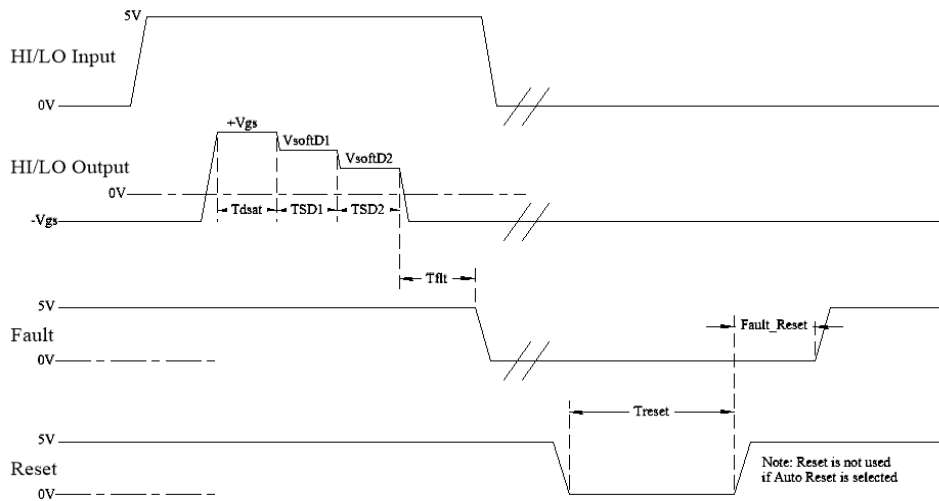 5V
HI/LO Input
0V
+Vgs
VsoftD1
VsoftD2
HI/LO Output
0V
Tdsat
TSD1
TSD2
-Vgs
Tflt
5V
Fault
Fault_Reset
0V
Treset
5V
Reset
Note: Reset is not used
if Auto Reset is selected
0V